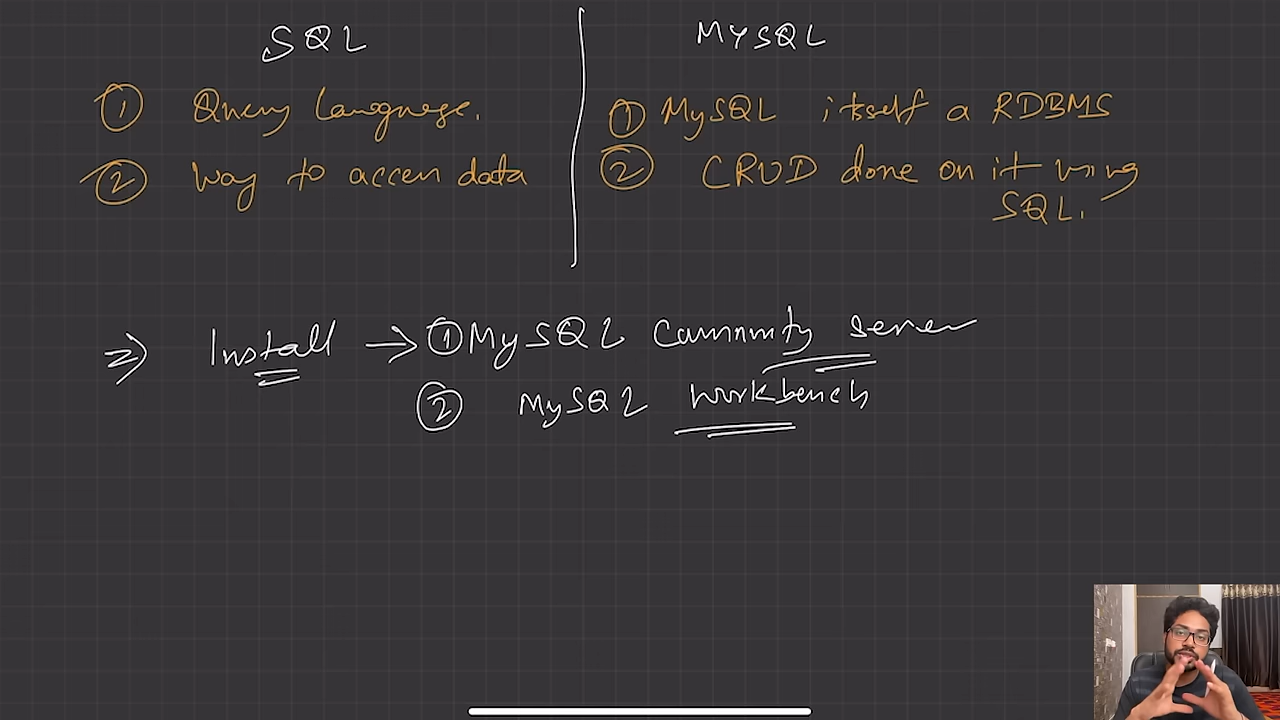 SQL
① Query language.
② Way to access data
MYSQL
① MySQL itself a RDBMS
② CRUD done on it using
SQL.
⇒ Install → ① MySQL Community server
② MySQL workbench